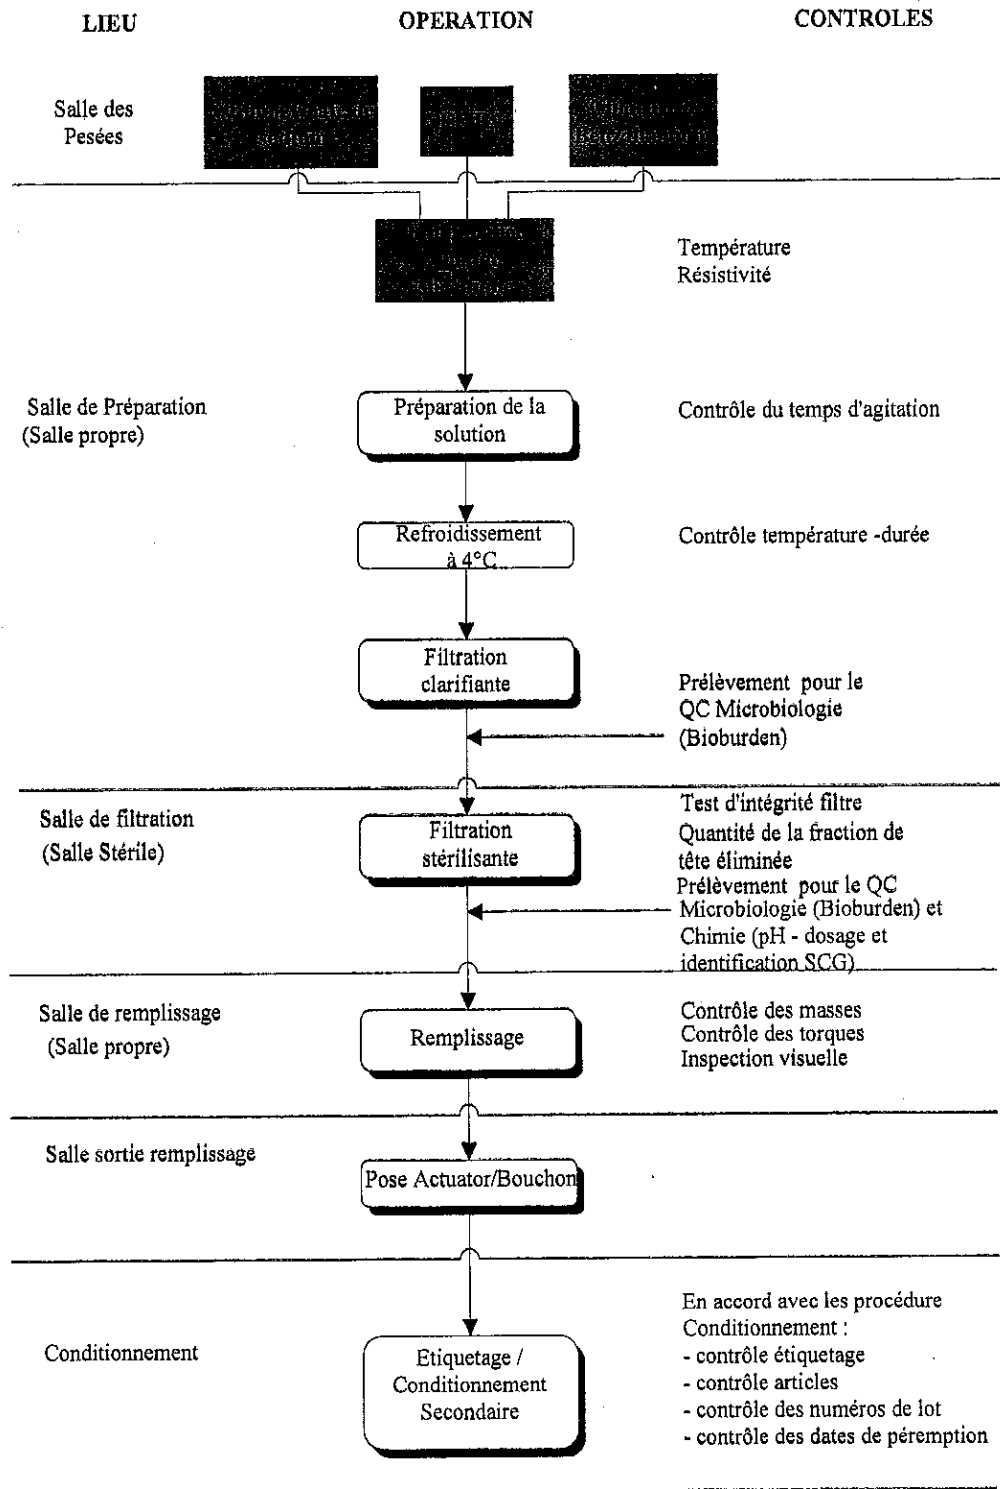 LIEU OPERATION CONTROLES
Salle des
Pesées
Température
Résistivité
Salle de Préparation
(Salle propre)
Préparation de la
solution
Contrôle du temps d'agitation
Refroidissement
à 4°C
Contrôle température -durée
Filtration
clarifiante
Prélèvement pour le
QC Microbiologie
(Bioburden)
Salle de filtration
(Salle Stérile)
Filtration
stérilisante
Test d'intégrité filtre
Quantité de la fraction de
tête éliminée
Prélèvement pour le QC
Microbiologie (Bioburden) et
Chimie (pH - dosage et
identification SCG)
Salle de remplissage
(Salle propre)
Remplissage
Contrôle des masses
Contrôle des torques
Inspection visuelle
Salle sortie remplissage
Pose Actuator/Bouchon
Conditionnement
Etiquetage /
Conditionnement
Secondaire
En accord avec les procédure
Conditionnement :
- contrôle étiquetage
- contrôle articles
- contrôle des numéros de lot
- contrôle des dates de péremption